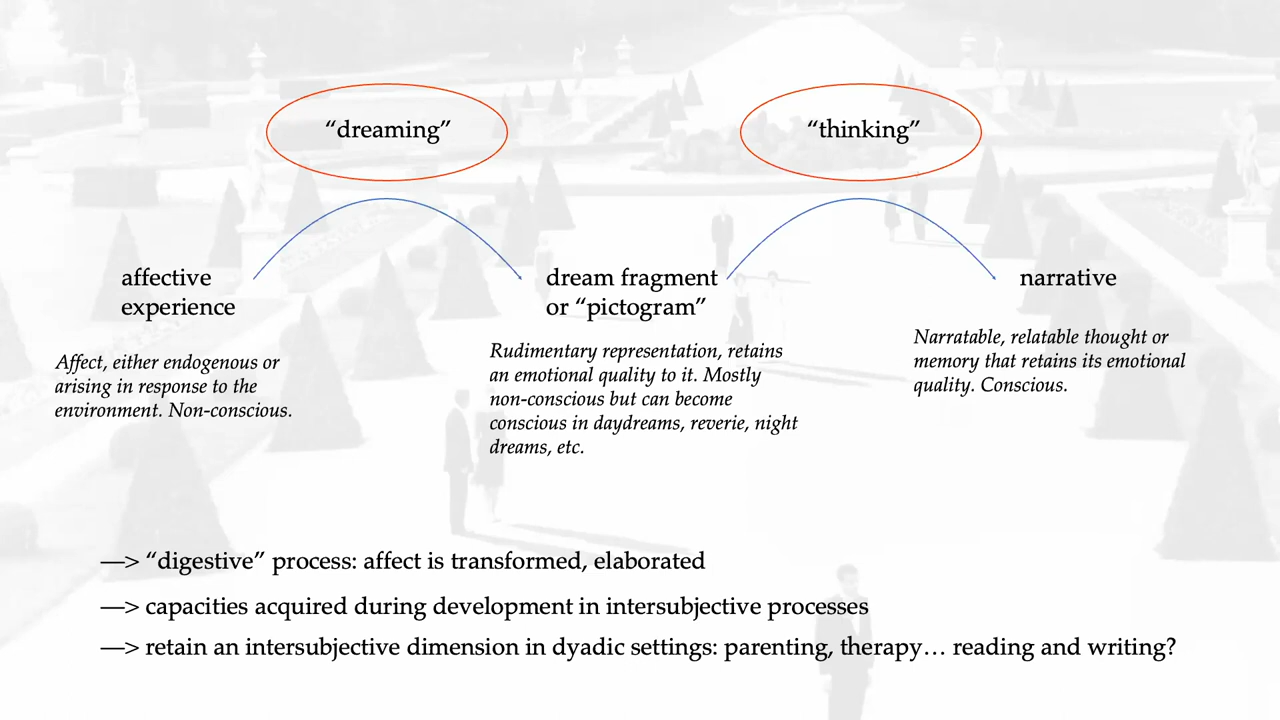 “dreaming”
“thinking”
affective
experience
dream fragment
or “pictogram”
narrative
Affect, either endogenous or
arising in response to the
environment. Non-conscious.
Rudimentary representation, retains
an emotional quality to it. Mostly
non-conscious but can become
conscious in daydreams, reverie, night
dreams, etc.
Narratable, relatable thought or
memory that retains its emotional
quality. Conscious.
—> “digestive” process: affect is transformed, elaborated
—> capacities acquired during development in intersubjective processes
—> retain an intersubjective dimension in dyadic settings: parenting, therapy… reading and writing?